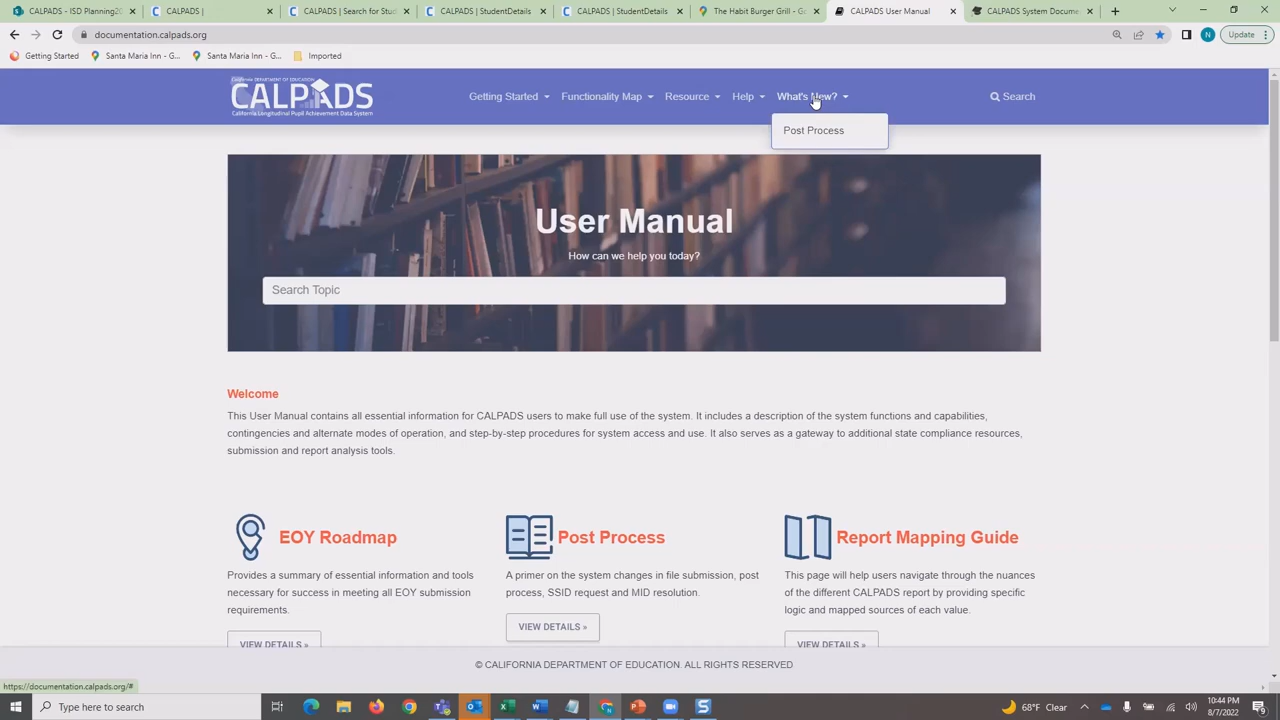 ISD - ISD Planning
CALPADS | Search for Studi
CALPADS | StudentDetails
CALPADS | StudentDetails
The Habit Burger Grill - Go
CALPADS User Manual
CALPADS System Docume
documentation.calpads.org
N
Update
Getting Started
Santa Maria Inn - G...
Santa Maria Inn - G...
Imported
California DEPARTMENT OF EDUCATION
CALPADS
California Longitudinal Pupil Achievement Data System
Getting Started
Functionality Map
Resource
Help
What's New?
Search
Post Process
User Manual
How can we help you today?
Search Topic
Welcome
This User Manual contains all essential information for CALPADS users to make full use of the system. It includes a description of the system functions and capabilities,
contingencies and alternate modes of operation, and step-by-step procedures for system access and use. It also serves as a gateway to additional state compliance resources,
submission and report analysis tools.
EOY Roadmap
Provides a summary of essential information and tools
necessary for success in meeting all EOY submission
requirements.
VIEW DETAILS »
Post Process
A primer on the system changes in file submission, post
process, SSID request and MID resolution.
VIEW DETAILS »
Report Mapping Guide
This page will help users navigate through the nuances
of the different CALPADS report by providing specific
logic and mapped sources of each value.
VIEW DETAILS »
© CALIFORNIA DEPARTMENT OF EDUCATION. ALL RIGHTS RESERVED
https://documentation.calpads.org/#
Type here to search
68°F Clear
10:44 PM
8/7/2022